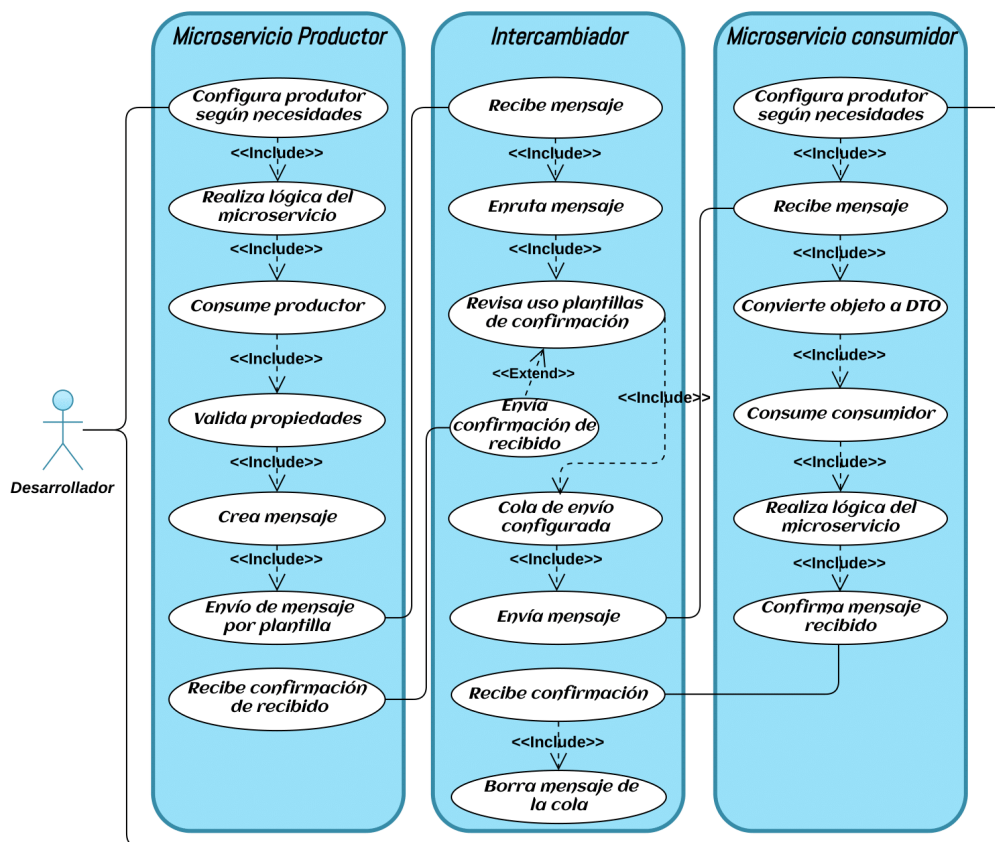 Microservicio Productor
Configura produtor
según necesidades
<<Include>>
Realiza lógica del
microservicio
<<Include>>
Consume productor
<<Include>>
Valida propiedades
<<Include>>
Crea mensaje
<<Include>>
Envío de mensaje
por plantilla
Recibe confirmación
de recibido
Desarrollador
Intercambiador
Recibe mensaje
<<Include>>
Enruta mensaje
<<Include>>
Revisa uso plantillas
de confirmación
<<Extend>>
Envía
confirmación de
recibido
<<Include>>
Cola de envío
configurada
<<Include>>
Envía mensaje
Recibe confirmación
<<Include>>
Borra mensaje de
la cola
Microservicio consumidor
Configura produtor
según necesidades
<<Include>>
Recibe mensaje
<<Include>>
Convierte objeto a DTO
<<Include>>
Consume consumidor
<<Include>>
Realiza lógica del
microservicio
<<Include>>
Confirma mensaje
recibido